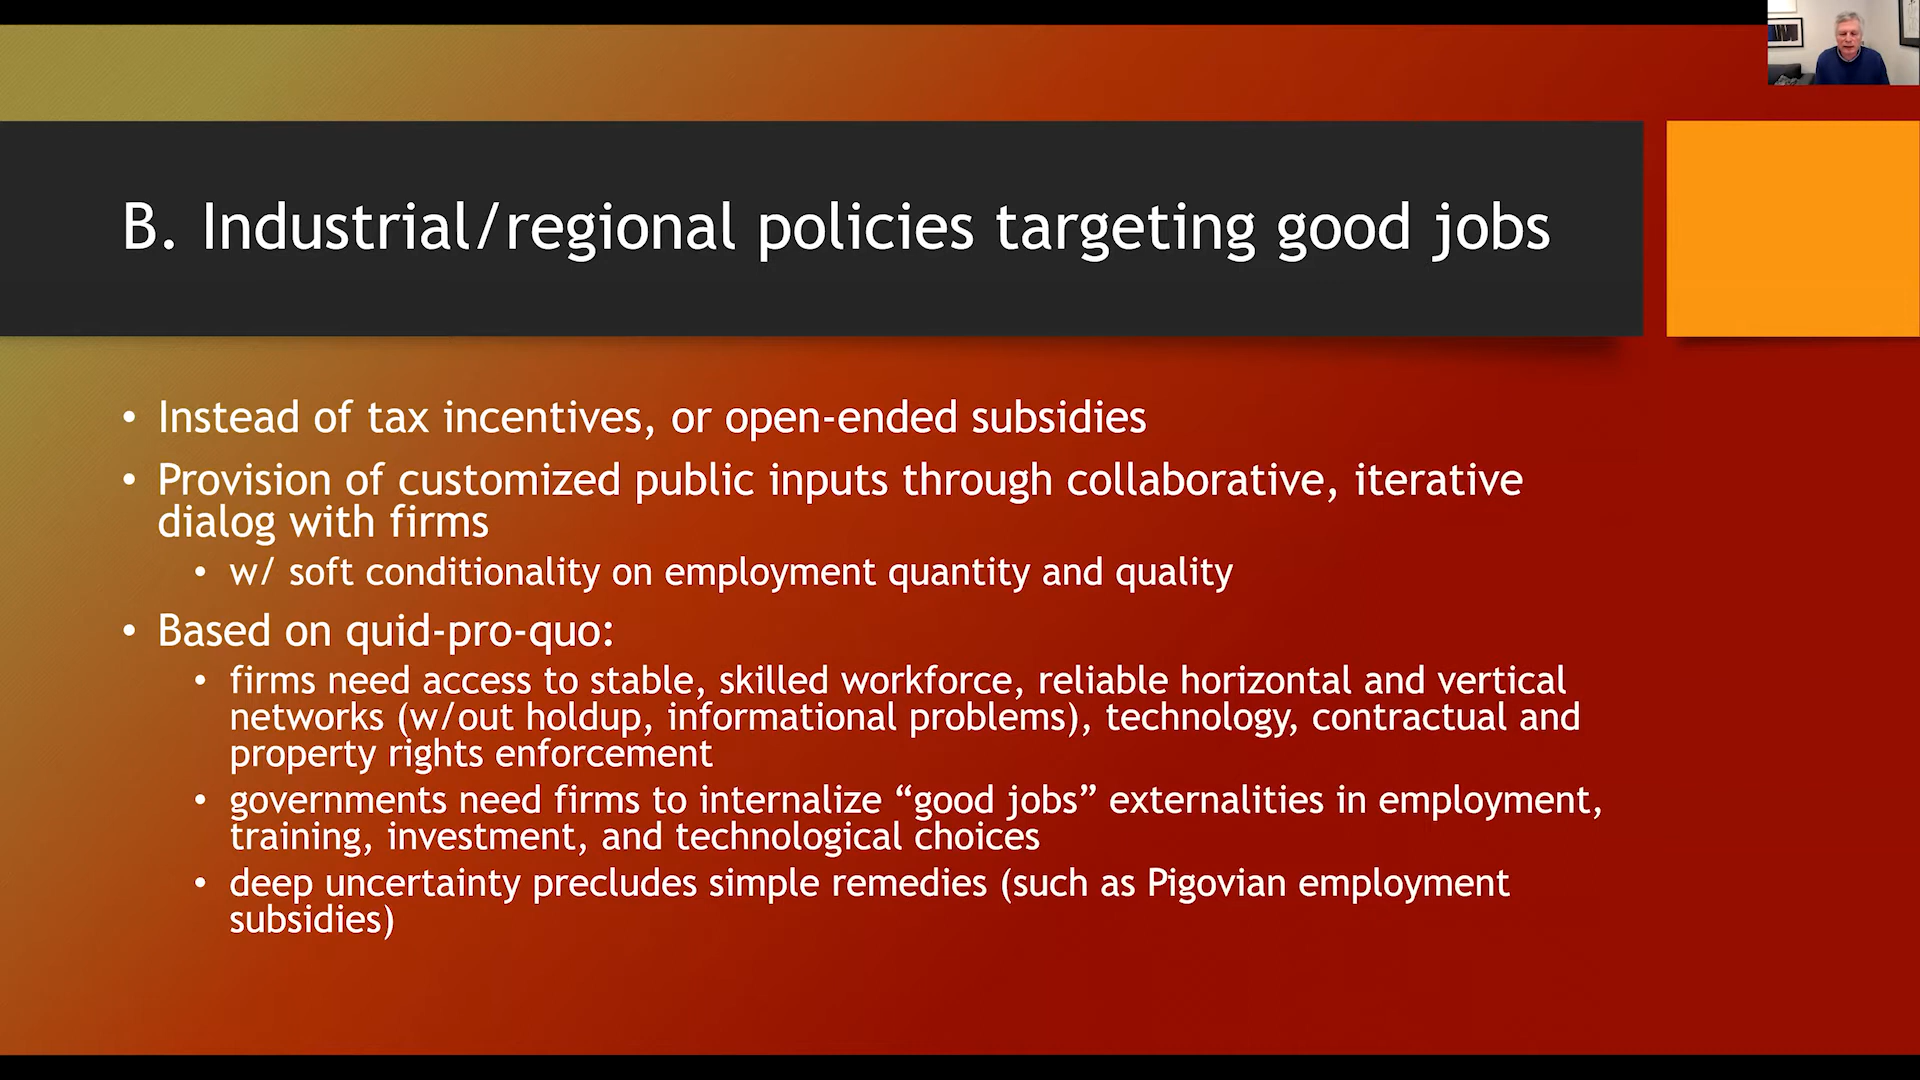 B. Industrial/regional policies targeting good jobs
• Instead of tax incentives, or open-ended subsidies
• Provision of customized public inputs through collaborative, iterative
dialog with firms
• w/ soft conditionality on employment quantity and quality
• Based on quid-pro-quo:
• firms need access to stable, skilled workforce, reliable horizontal and vertical
networks (w/out holdup, informational problems), technology, contractual and
property rights enforcement
• governments need firms to internalize “good jobs” externalities in employment,
training, investment, and technological choices
• deep uncertainty precludes simple remedies (such as Pigovian employment
subsidies)